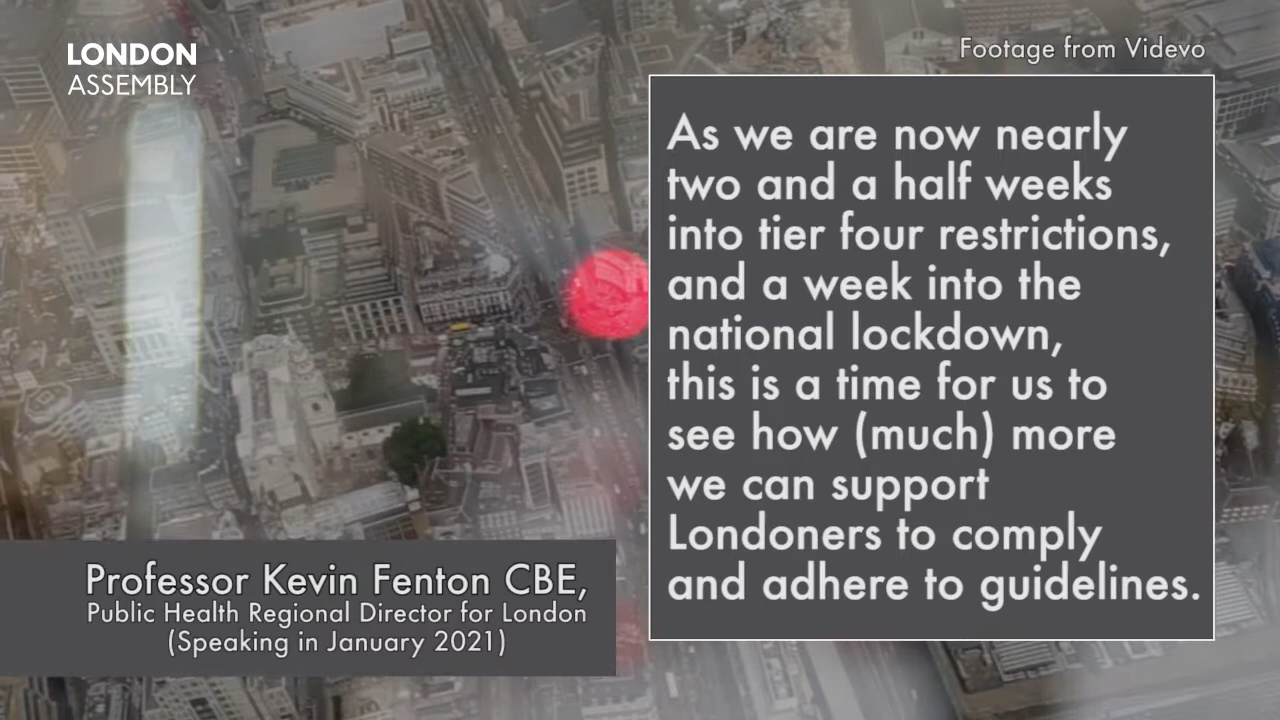 LONDON
ASSEMBLY
Footage from Videvo
As we are now nearly
two and a half weeks
into tier four restrictions,
and a week into the
national lockdown,
this is a time for us to
see how (much) more
we can support
Londoners to comply
and adhere to guidelines.
Professor Kevin Fenton CBE,
Public Health Regional Director for London
(Speaking in January 2021)